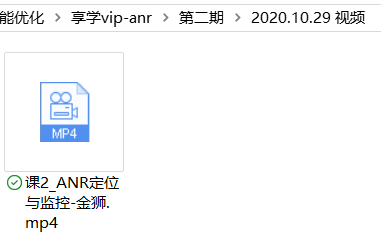 能优化 > 享学vip-anr > 第二期 > 2020.10.29 视频
MP4
课2_ANR定位
与监控-金狮.
mp4